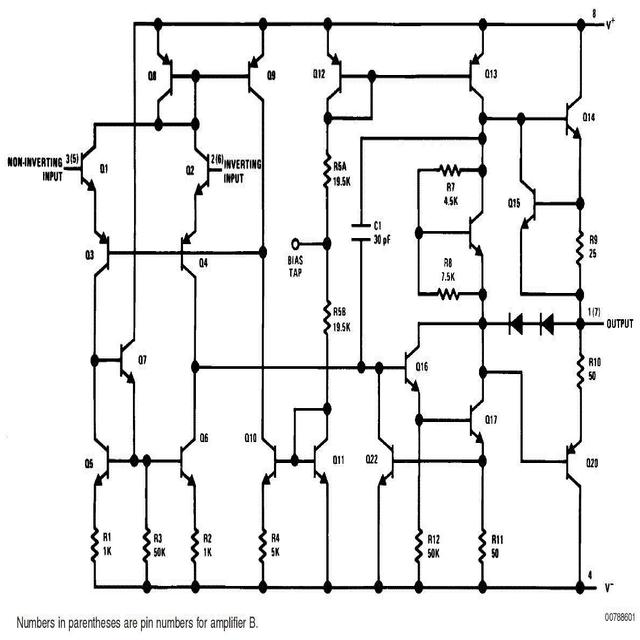 8
V+
Q8
Q9
Q12
Q13
Q14
NON-INVERTING
INPUT
3(5)
Q1
Q2
2(6)
INVERTING
INPUT
R5A
19.5K
R7
4.5K
Q15
C1
30 pF
R9
25
Q3
Q4
BIAS
TAP
R8
7.5K
R5B
19.5K
1(7)
OUTPUT
Q7
Q16
R10
50
Q17
Q5
Q6
Q10
Q11
Q22
Q20
R1
1K
R3
50K
R2
1K
R4
5K
R12
50K
R11
50
4
V-
00788601
Numbers in parentheses are pin numbers for amplifier B.